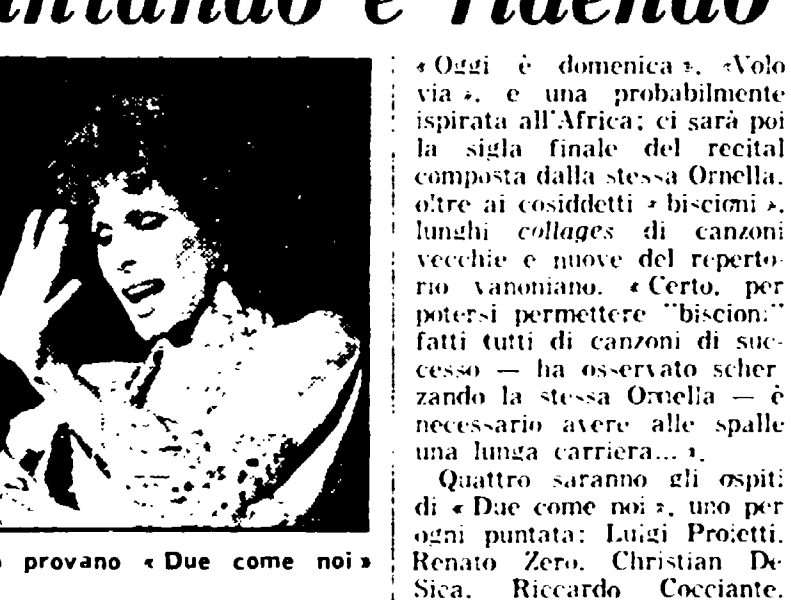 e ridendo
provano « Due come noi »
« Oggi è domenica », «Volo
via », e una probabilmente
ispirata all'Africa; ci sarà poi
la sigla finale del recital
composta dalla stessa Ornella,
oltre ai cosiddetti « biscioni »,
lunghi collages di canzoni
vecchie e nuove del reperto-
rio vanoniano. « Certo, per
potersi permettere "biscioni"
fatti tutti di canzoni di suc-
cesso — ha osservato scher
zando la stessa Ornella — è
necessario avere alle spalle
una lunga carriera... ».
Quattro saranno gli ospiti
di « Due come noi », uno per
ogni puntata: Luigi Proietti,
Renato Zero, Christian De
Sica, Riccardo Cocciante,